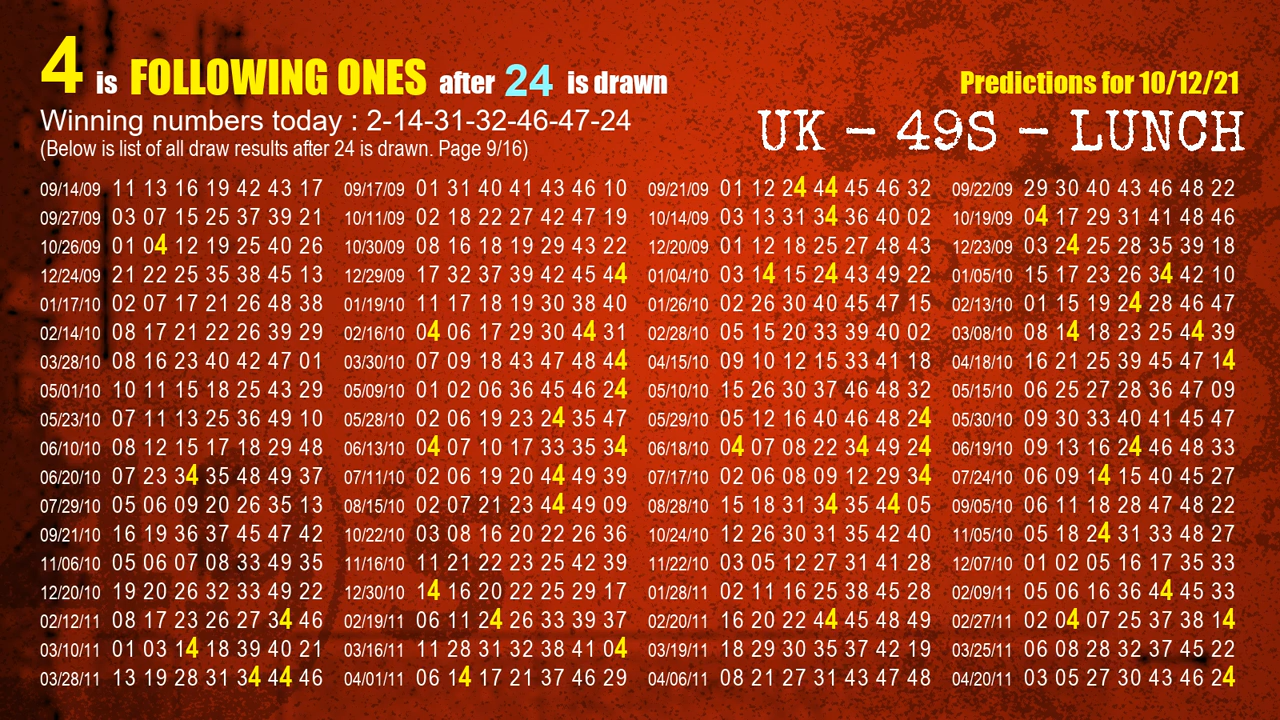 4 is FOLLOWING ONES after 24 is drawn
Predictions for 10/12/21
Winning numbers today : 2-14-31-32-46-47-24
UK - 49S - LUNCH
(Below is list of all draw results after 24 is drawn. Page 9/16)
09/14/09 11 13 16 19 42 43 17 09/17/09 01 31 40 41 43 46 10 09/21/09 01 12 24 44 45 46 32 09/22/09 29 30 40 43 46 48 22
09/27/09 03 07 15 25 37 39 21 10/11/09 02 18 22 27 42 47 19 10/14/09 03 13 31 34 36 40 02 10/19/09 04 17 29 31 41 48 46
10/26/09 01 04 12 19 25 40 26 10/30/09 08 16 18 19 29 43 22 12/20/09 01 12 18 25 27 48 43 12/23/09 03 24 25 28 35 39 18
12/24/09 21 22 25 35 38 45 13 12/29/09 17 32 37 39 42 45 44 01/04/10 03 14 15 24 43 49 22 01/05/10 15 17 23 26 34 42 10
01/17/10 02 07 17 21 26 48 38 01/19/10 11 17 18 19 30 38 40 01/26/10 02 26 30 40 45 47 15 02/13/10 01 15 19 24 28 46 47
02/14/10 08 17 21 22 26 39 29 02/16/10 04 06 17 29 30 44 31 02/28/10 05 15 20 33 39 40 02 03/08/10 08 14 18 23 25 44 39
03/28/10 08 16 23 40 42 47 01 03/30/10 07 09 18 43 47 48 44 04/15/10 09 10 12 15 33 41 18 04/18/10 16 21 25 39 45 47 14
05/01/10 10 11 15 18 25 43 29 05/09/10 01 02 06 36 45 46 24 05/10/10 15 26 30 37 46 48 32 05/15/10 06 25 27 28 36 47 09
05/23/10 07 11 13 25 36 49 10 05/28/10 02 06 19 23 24 35 47 05/29/10 05 12 16 40 46 48 24 05/30/10 09 30 33 40 41 45 47
06/10/10 08 12 15 17 18 29 48 06/13/10 04 07 10 17 33 35 34 06/18/10 04 07 08 22 34 49 24 06/19/10 09 13 16 24 46 48 33
06/20/10 07 23 34 35 48 49 37 07/11/10 02 06 19 20 44 49 39 07/17/10 02 06 08 09 12 29 34 07/24/10 06 09 14 15 40 45 27
07/29/10 05 06 09 20 26 35 13 08/15/10 02 07 21 23 44 49 09 08/28/10 15 18 31 34 35 44 05 09/05/10 06 11 18 28 47 48 22
09/21/10 16 19 36 37 45 47 42 10/22/10 03 08 16 20 22 26 36 10/24/10 12 26 30 31 35 42 40 11/05/10 05 18 24 31 33 48 27
11/06/10 05 06 07 08 33 49 35 11/16/10 11 21 22 23 25 42 39 11/22/10 03 05 12 27 31 41 28 12/07/10 01 02 05 16 17 35 33
12/20/10 19 20 26 32 33 49 22 12/30/10 14 16 20 22 25 29 17 01/28/11 02 11 16 25 38 45 28 02/09/11 05 06 16 36 44 45 33
02/12/11 08 17 23 26 27 34 46 02/19/11 06 11 24 26 33 39 37 02/20/11 16 20 22 44 45 48 49 02/27/11 02 04 07 25 37 38 14
03/10/11 01 03 14 18 39 40 21 03/16/11 11 28 31 32 38 41 04 03/19/11 18 29 30 35 37 42 19 03/25/11 06 08 28 32 37 45 22
03/28/11 13 19 28 31 34 44 46 04/01/11 06 14 17 21 37 46 29 04/06/11 08 21 27 31 43 47 48 04/20/11 03 05 27 30 43 46 24